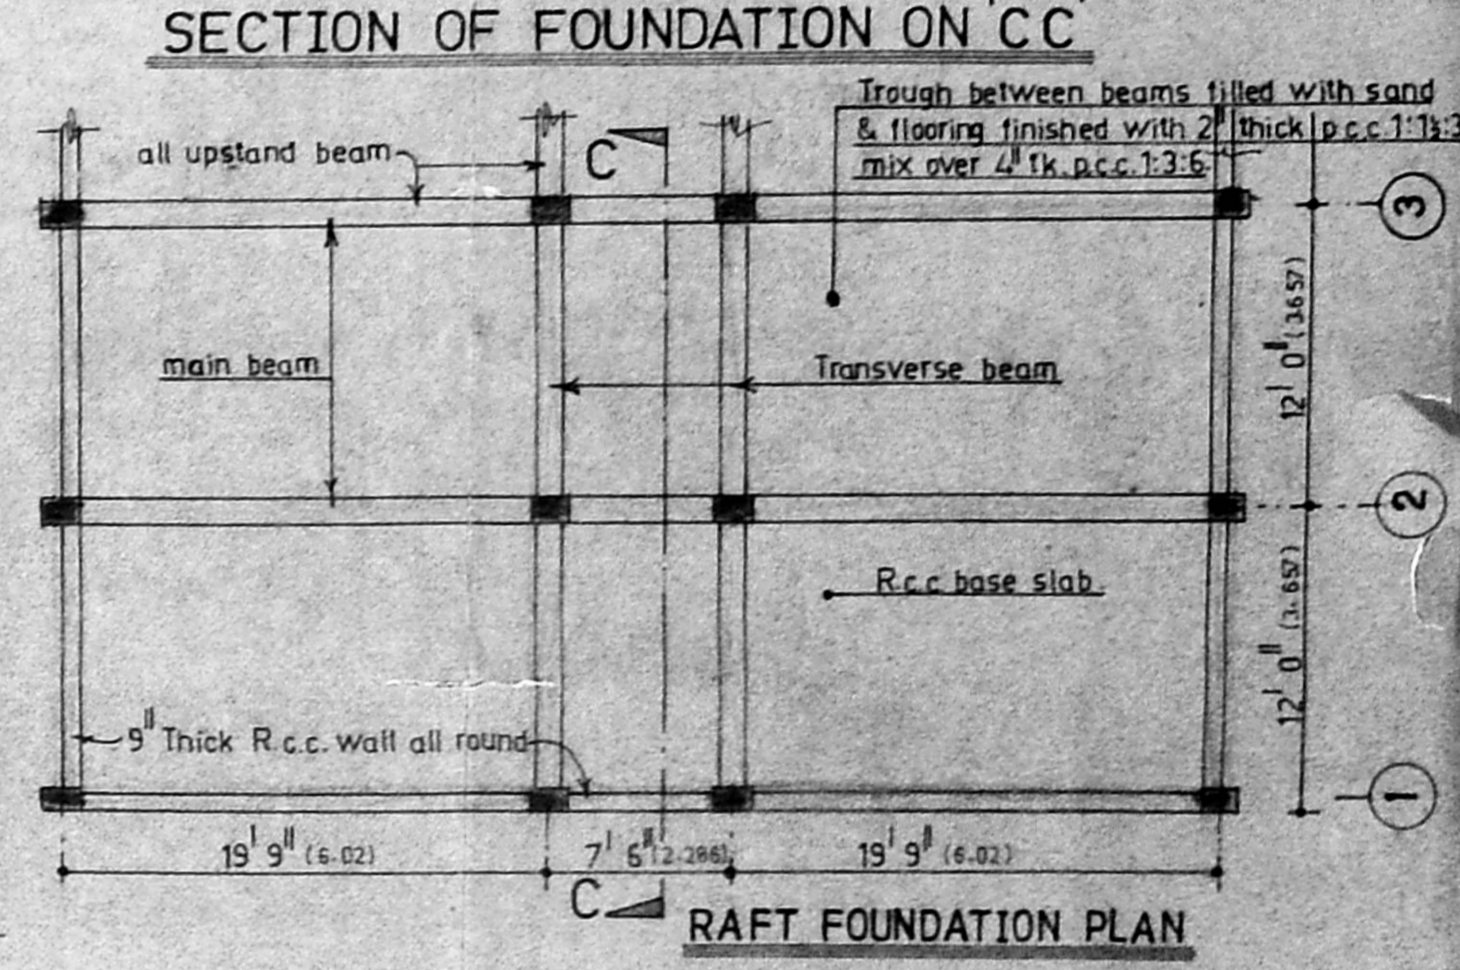 SECTION OF FOUNDATION ON 'CC'
Trough between beams filled with sand
& flooring finished with 2" thick p.c.c 1:1½:3
mix over 4" tk. p.c.c. 1:3:6
all upstand beam
C
3
12' 0" (3657)
main beam
Transverse beam
2
R.c.c base slab
12' 0" (3.657)
9" Thick R.c.c. wall all round
1
19' 9" (6.02)
7' 6" (2.286)
19' 9" (6.02)
C
RAFT FOUNDATION PLAN